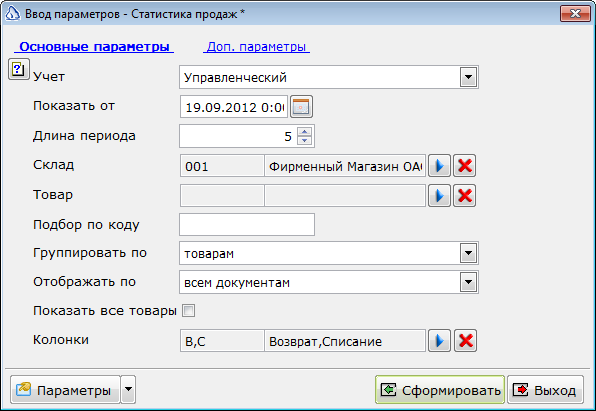 Ввод параметров - Статистика продаж *
Основные параметры Доп. параметры
Учет Управленческий
Показать от 19.09.2012 0:0
Длина периода 5
Склад 001 Фирменный Магазин ОА
Товар
Подбор по коду
Группировать по товарам
Отображать по всем документам
Показать все товары
Колонки В,С Возврат,Списание
Параметры Сформировать Выход